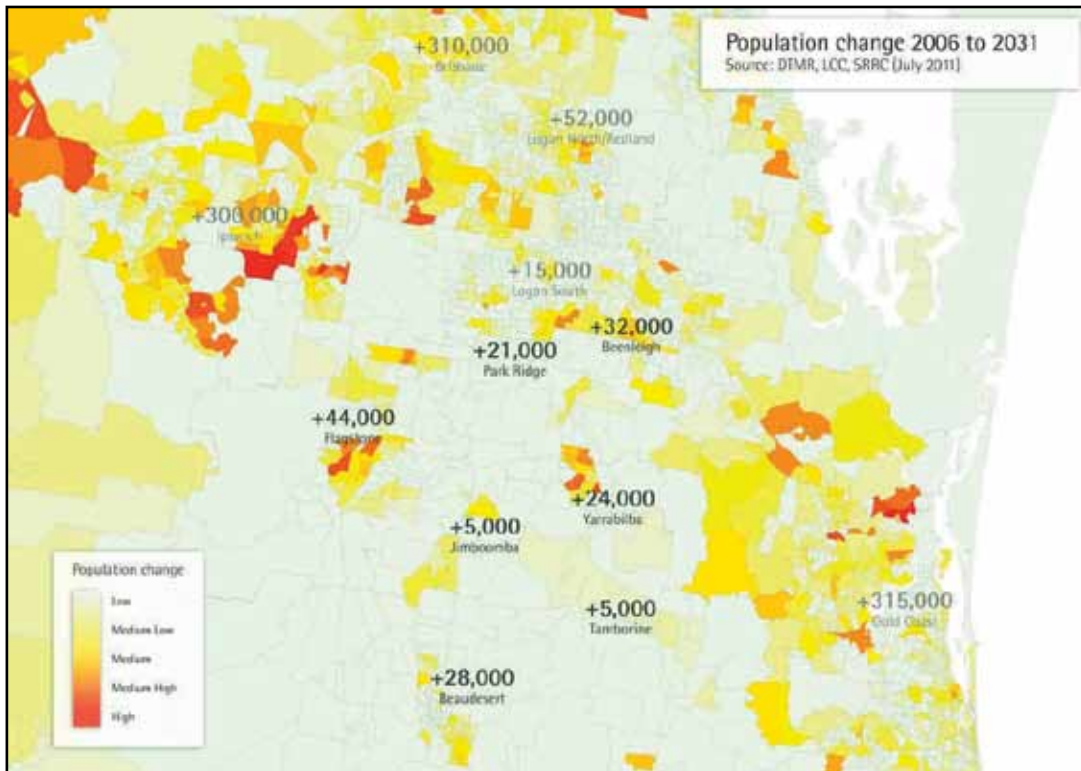 Population change 2006 to 2031
Source: DTMR, LCC, SRRC (July 2011)
+310,000
Brisbane
+52,000
Logan North/Redland
+300,000
Ipswich
+15,000
Logan South
+32,000
Beenleigh
+21,000
Park Ridge
+44,000
Flagstone
+24,000
Yarrabilba
+5,000
Jimboomba
+5,000
Tamborine
+315,000
Gold Coast
+28,000
Beaudesert
Population change
Low
Medium Low
Medium
Medium High
High